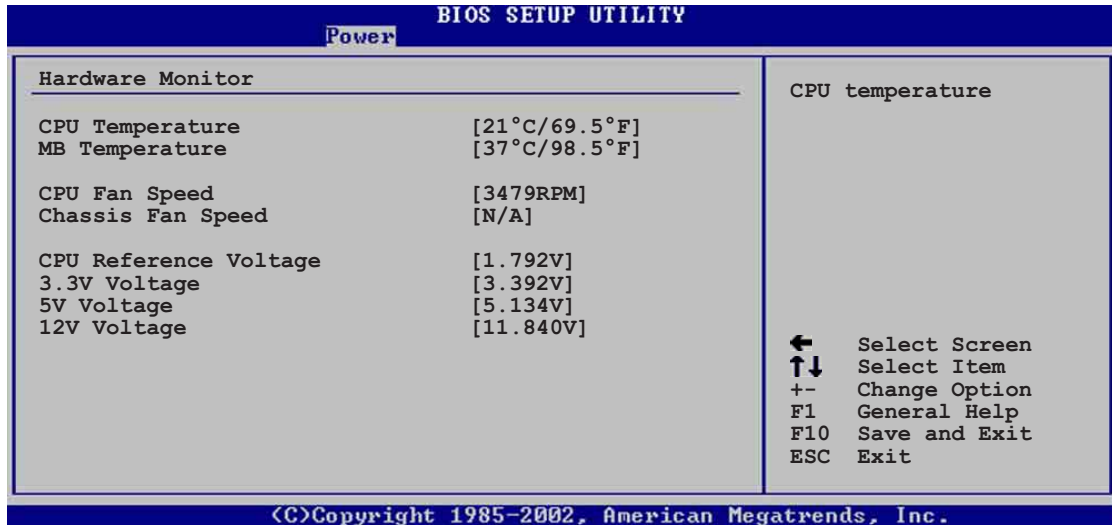 BIOS SETUP UTILITY
Power
Hardware Monitor
CPU Temperature [21°C/69.5°F]
MB Temperature [37°C/98.5°F]
CPU Fan Speed [3479RPM]
Chassis Fan Speed [N/A]
CPU Reference Voltage [1.792V]
3.3V Voltage [3.392V]
5V Voltage [5.134V]
12V Voltage [11.840V]
CPU temperature
← Select Screen
↑↓ Select Item
+- Change Option
F1 General Help
F10 Save and Exit
ESC Exit
(C)Copyright 1985-2002, American Megatrends, Inc.